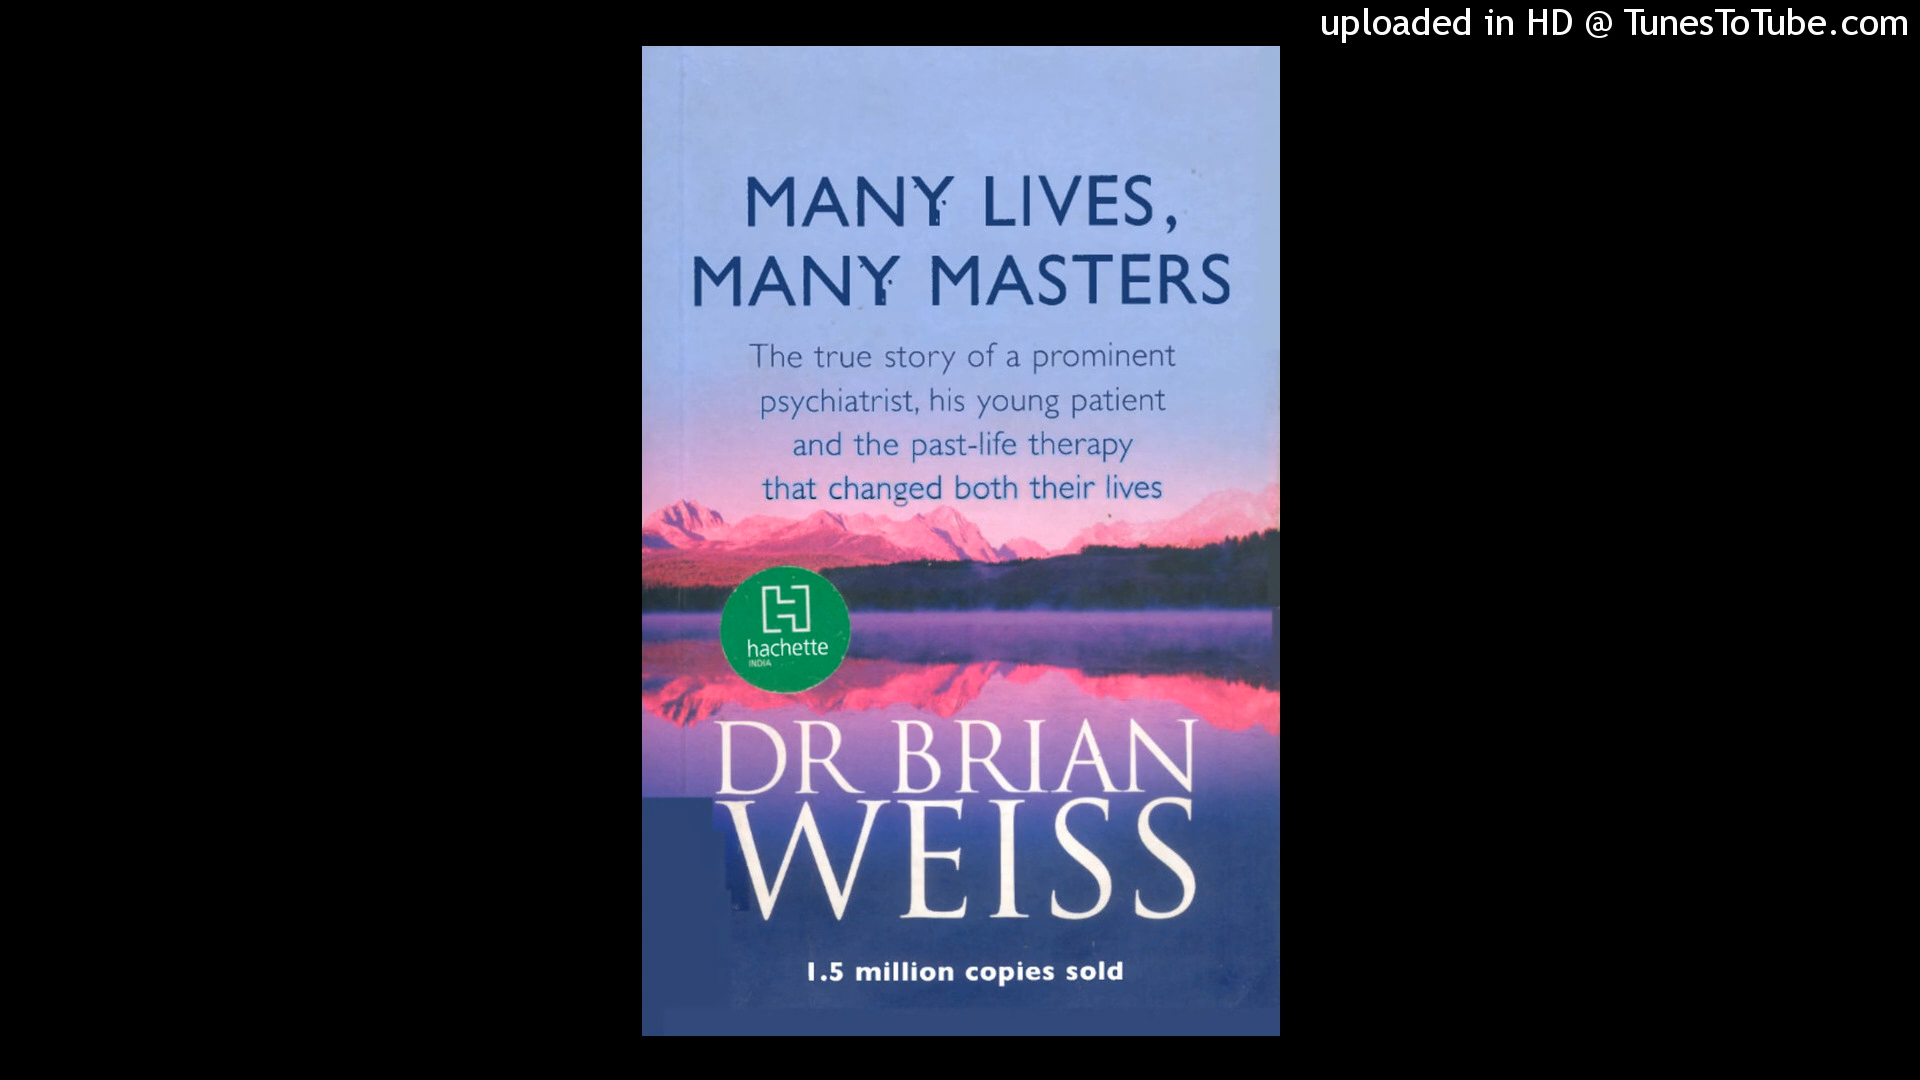 uploaded in HD @ TunesToTube.com
MANY LIVES,
MANY MASTERS
The true story of a prominent
psychiatrist, his young patient
and the past-life therapy
that changed both their lives
hachette
INDIA
DR BRIAN
WEISS
1.5 million copies sold